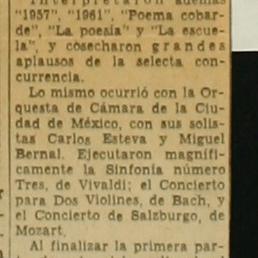 Interpretaron además
"1957", "1961", "Poema cobar-
de", "La poesía" y "La escue-
la", y cosecharon grandes
aplausos de la selecta con-
currencia.
Lo mismo ocurrió con la Or-
questa de Cámara de la Ciu-
dad de México, con sus solis-
tas Carlos Esteva y Miguel
Bernal. Ejecutaron magnífi-
camente la Sinfonía número
Tres, de Vivaldi; el Concierto
para Dos Violines, de Bach, y
el Concierto de Salzburgo, de
Mozart.
Al finalizar la primera par-